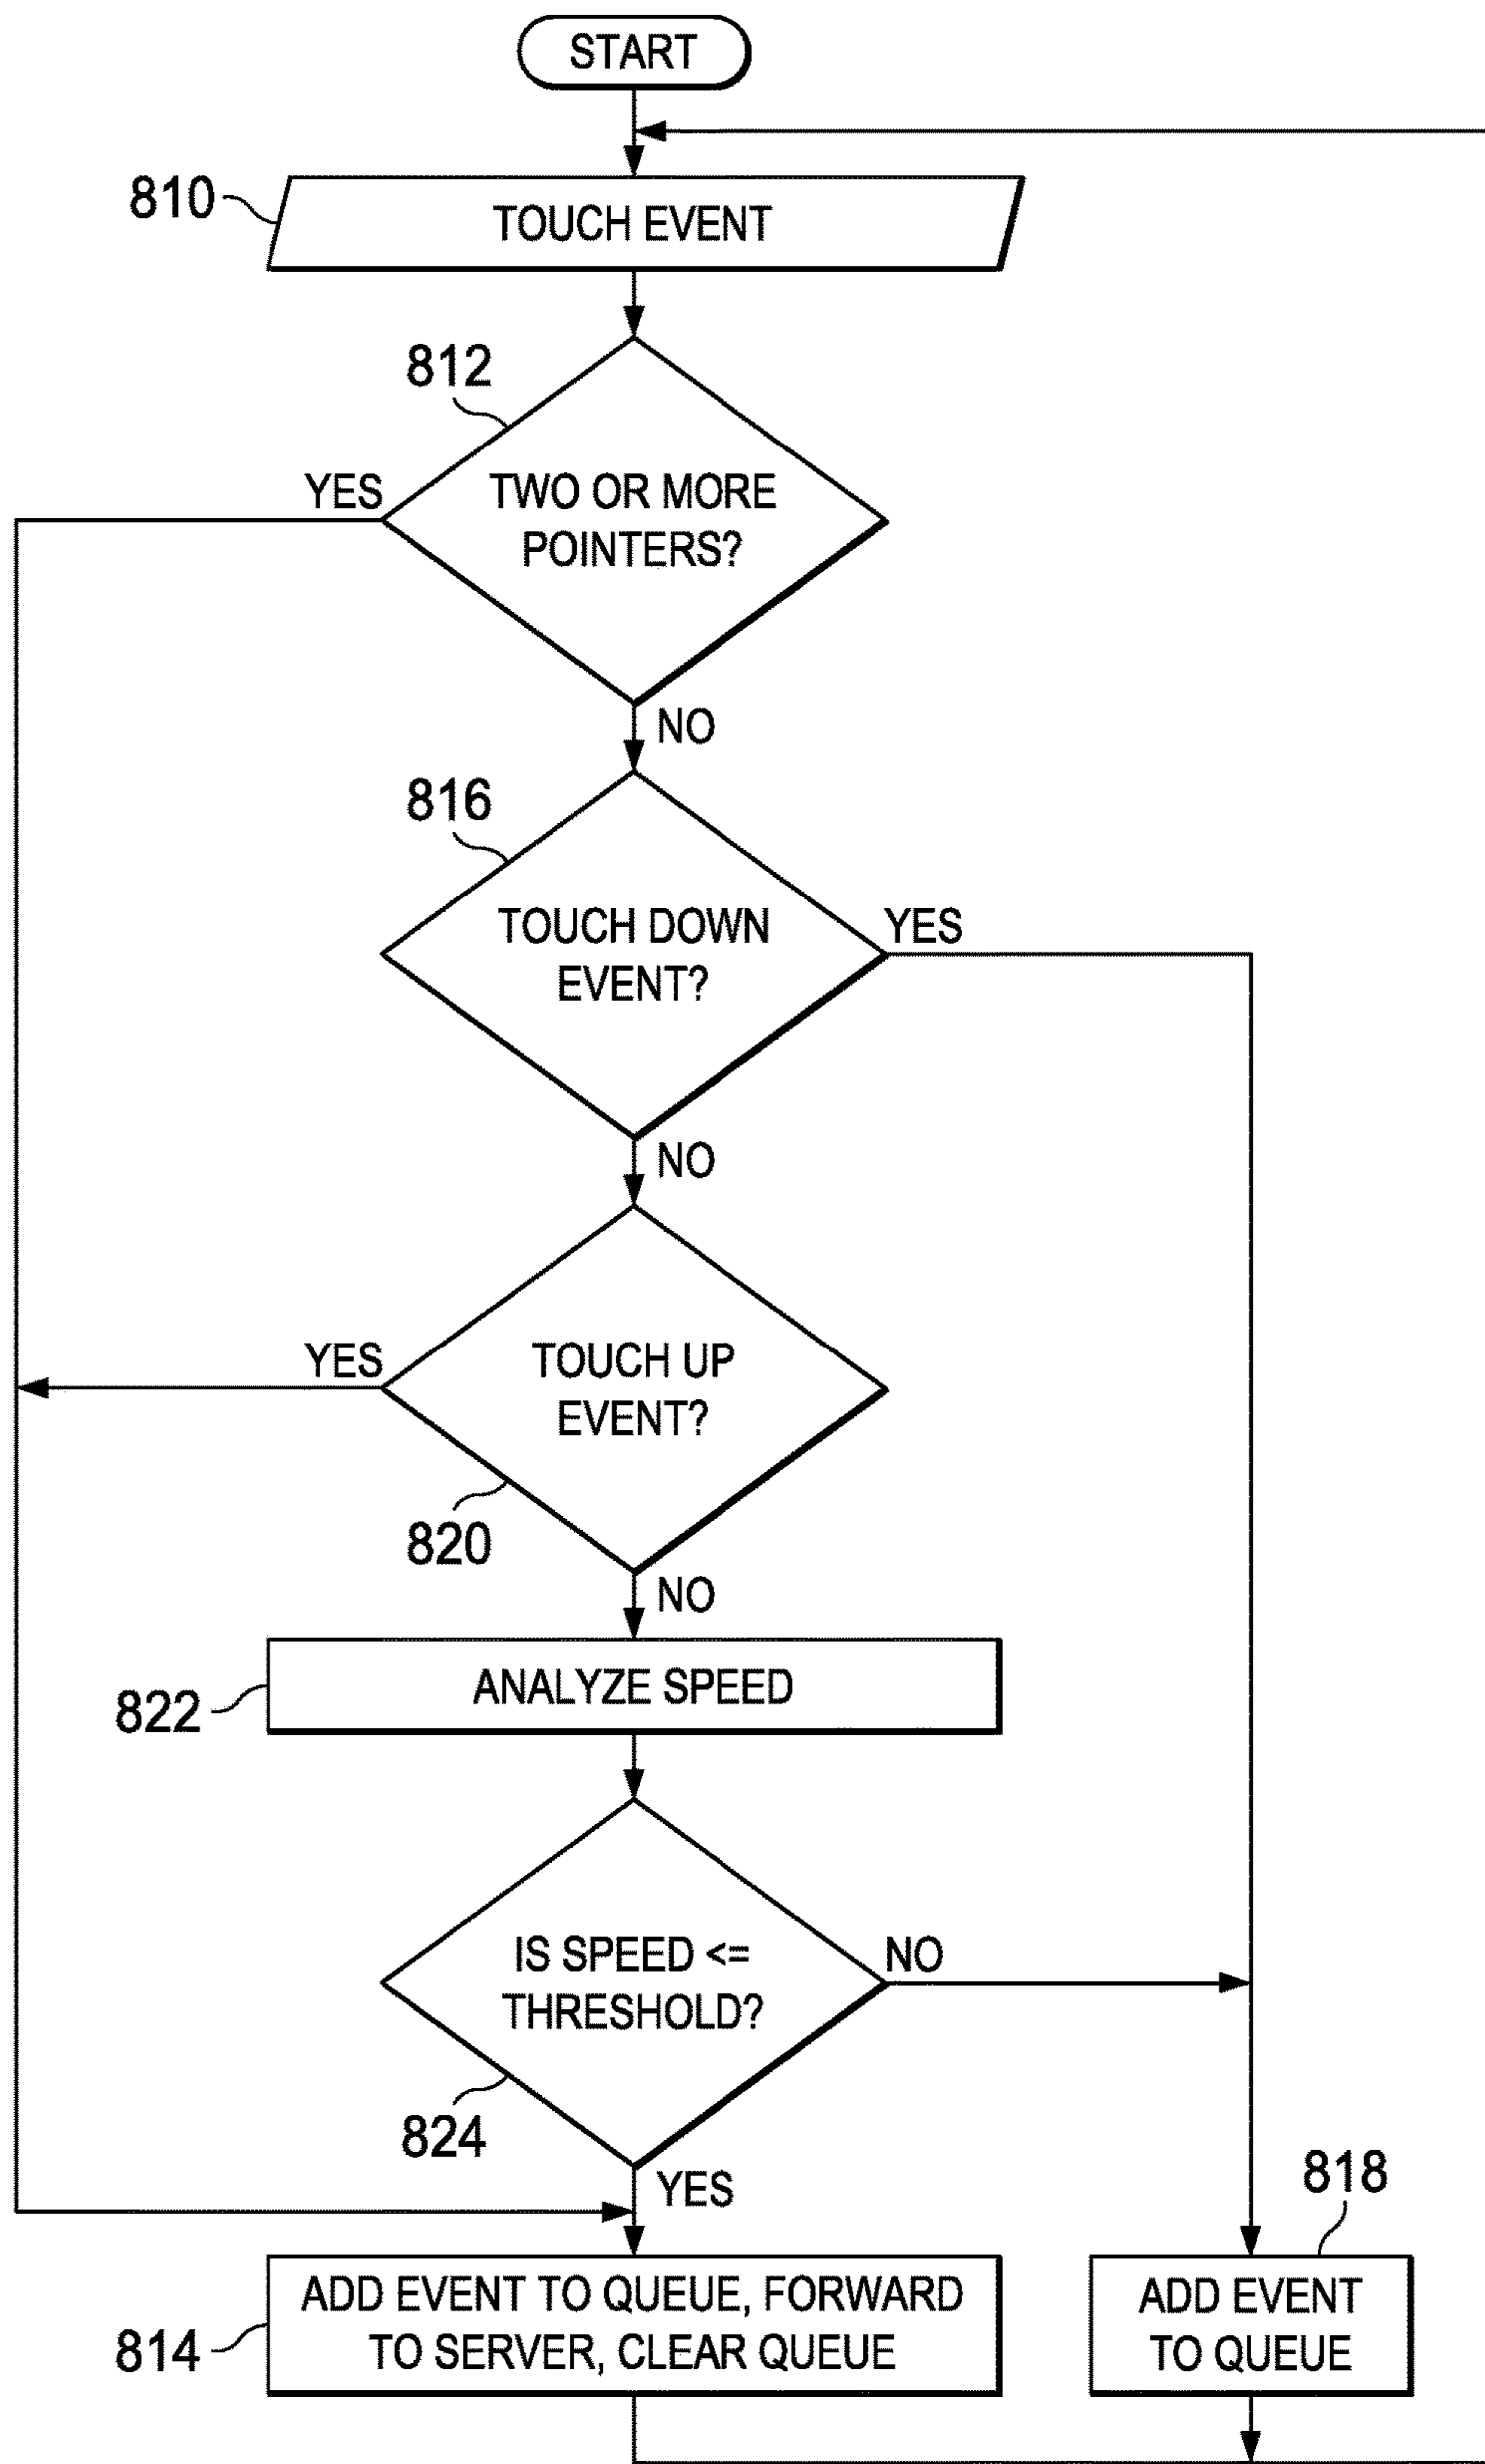 START
810
TOUCH EVENT
812
YES
TWO OR MORE
POINTERS?
NO
816
TOUCH DOWN
EVENT?
YES
NO
YES
TOUCH UP
EVENT?
820
NO
822
ANALYZE SPEED
IS SPEED <=
THRESHOLD?
NO
824
YES
818
814
ADD EVENT TO QUEUE, FORWARD
TO SERVER, CLEAR QUEUE
ADD EVENT
TO QUEUE